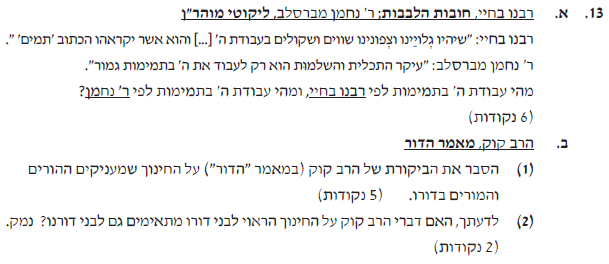 13. א. רבנו בחיי, חובות הלבבות; ר' נחמן מברסלב, ליקוטי מוהר"ן
רבנו בחיי: "שיהיו גְלויֵינו וצְפונינו שווים ושקולים בעבודת ה' [...] והוא אשר יקראהו הכתוב 'תמים' ".
ר' נחמן מברסלב: "עיקר התכלית והשלמות הוא רק לעבוד את ה' בתמימות גמור".
מהי עבודת ה' בתמימות לפי רבנו בחיי, ומהי עבודת ה' בתמימות לפי ר' נחמן?
(6 נקודות)
ב. הרב קוק, מאמר הדור
(1) הסבר את הביקורת של הרב קוק (במאמר "הדור") על החינוך שמעניקים ההורים
והמורים בדורו. (5 נקודות)
(2) לדעתך, האם דברי הרב קוק על החינוך הראוי לבני דורו מתאימים גם לבני דורנו? נמק.
(2 נקודות)